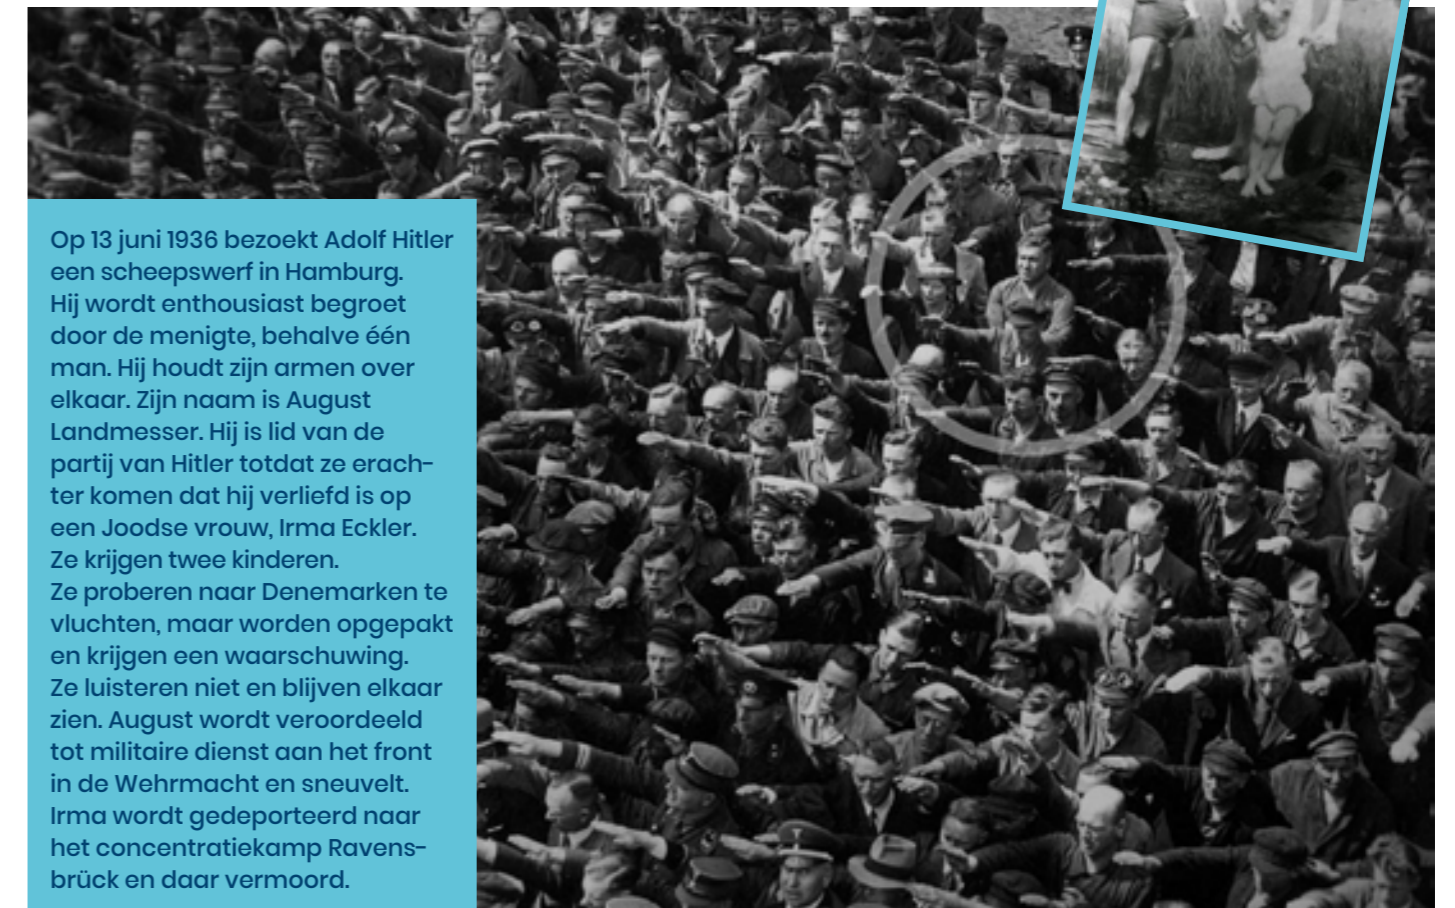 Op 13 juni 1936 bezoekt Adolf Hitler
een scheepswerf in Hamburg.
Hij wordt enthousiast begroet
door de menigte, behalve één
man. Hij houdt zijn armen over
elkaar. Zijn naam is August
Landmesser. Hij is lid van de
partij van Hitler totdat ze erach-
ter komen dat hij verliefd is op
een Joodse vrouw, Irma Eckler.
Ze krijgen twee kinderen.
Ze proberen naar Denemarken te
vluchten, maar worden opgepakt
en krijgen een waarschuwing.
Ze luisteren niet en blijven elkaar
zien. August wordt veroordeeld
tot militaire dienst aan het front
in de Wehrmacht en sneuvelt.
Irma wordt gedeporteerd naar
het concentratiekamp Ravens-
brück en daar vermoord.